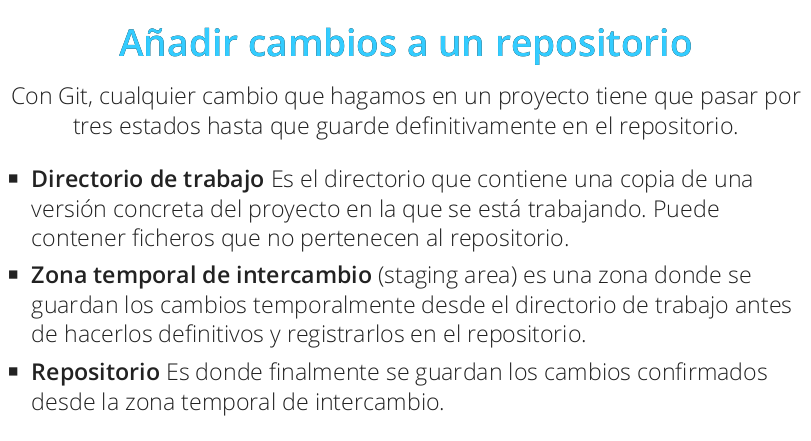 Añadir cambios a un repositorio
Con Git, cualquier cambio que hagamos en un proyecto tiene que pasar por
tres estados hasta que guarde definitivamente en el repositorio.
▪ Directorio de trabajo Es el directorio que contiene una copia de una
versión concreta del proyecto en la que se está trabajando. Puede
contener ficheros que no pertenecen al repositorio.
▪ Zona temporal de intercambio (staging area) es una zona donde se
guardan los cambios temporalmente desde el directorio de trabajo antes
de hacerlos definitivos y registrarlos en el repositorio.
▪ Repositorio Es donde finalmente se guardan los cambios confirmados
desde la zona temporal de intercambio.